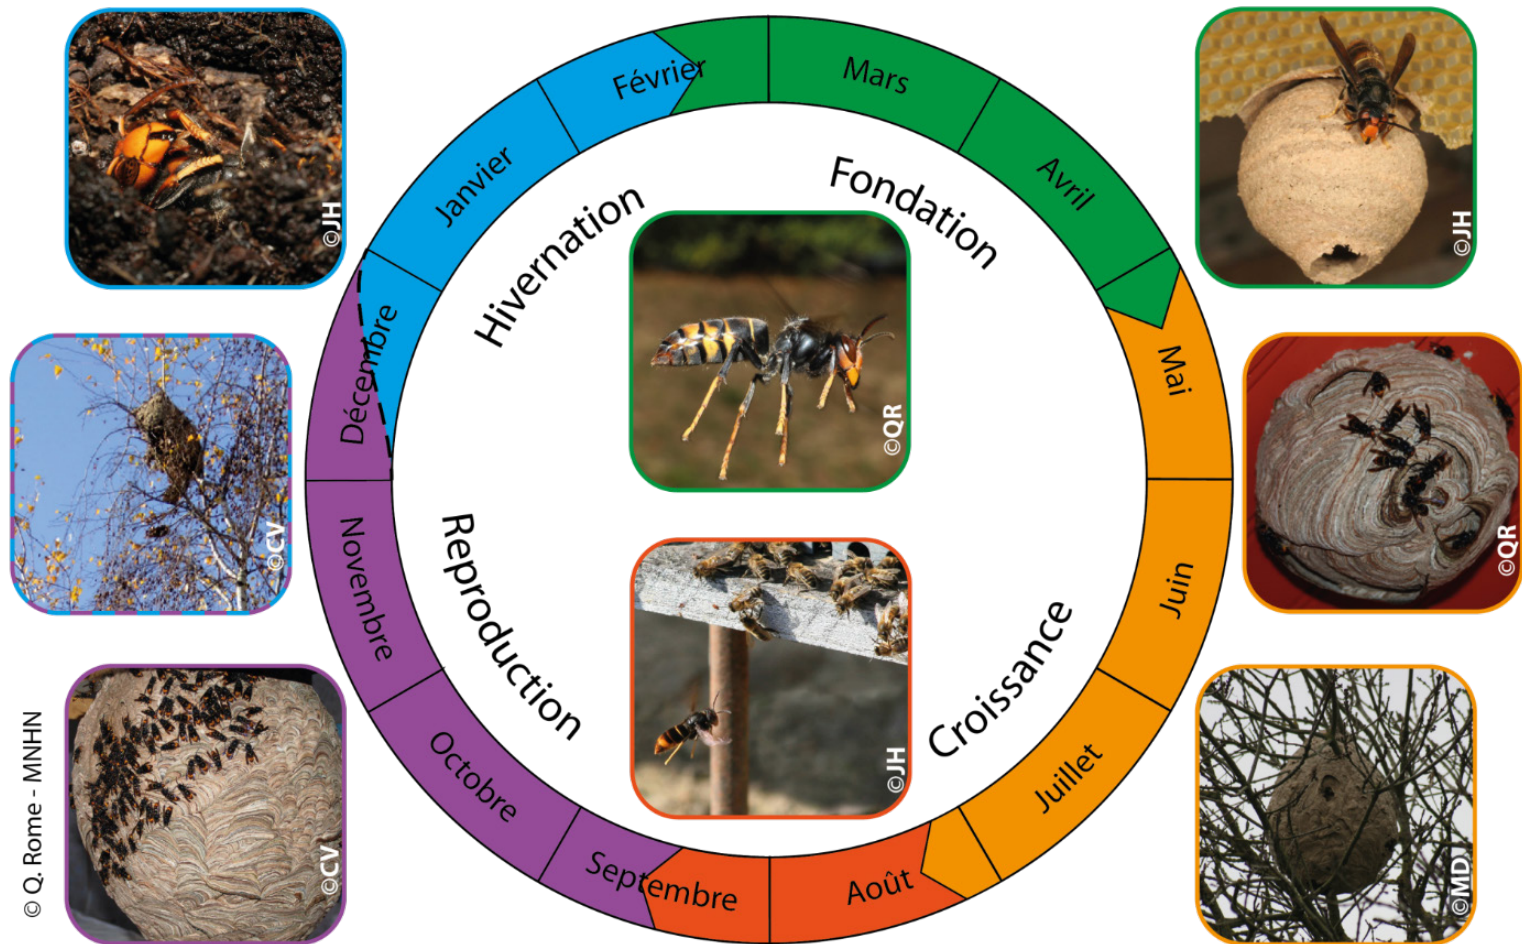 Février
Mars
Avril
Mai
Juin
Juillet
Août
Septembre
Octobre
Novembre
Décembre
Janvier
Hivernation
Fondation
Reproduction
Croissance
©JH
©JH
©QR
©CV
©QR
©JH
©CV
©MDI
© Q. Rome - MNHN